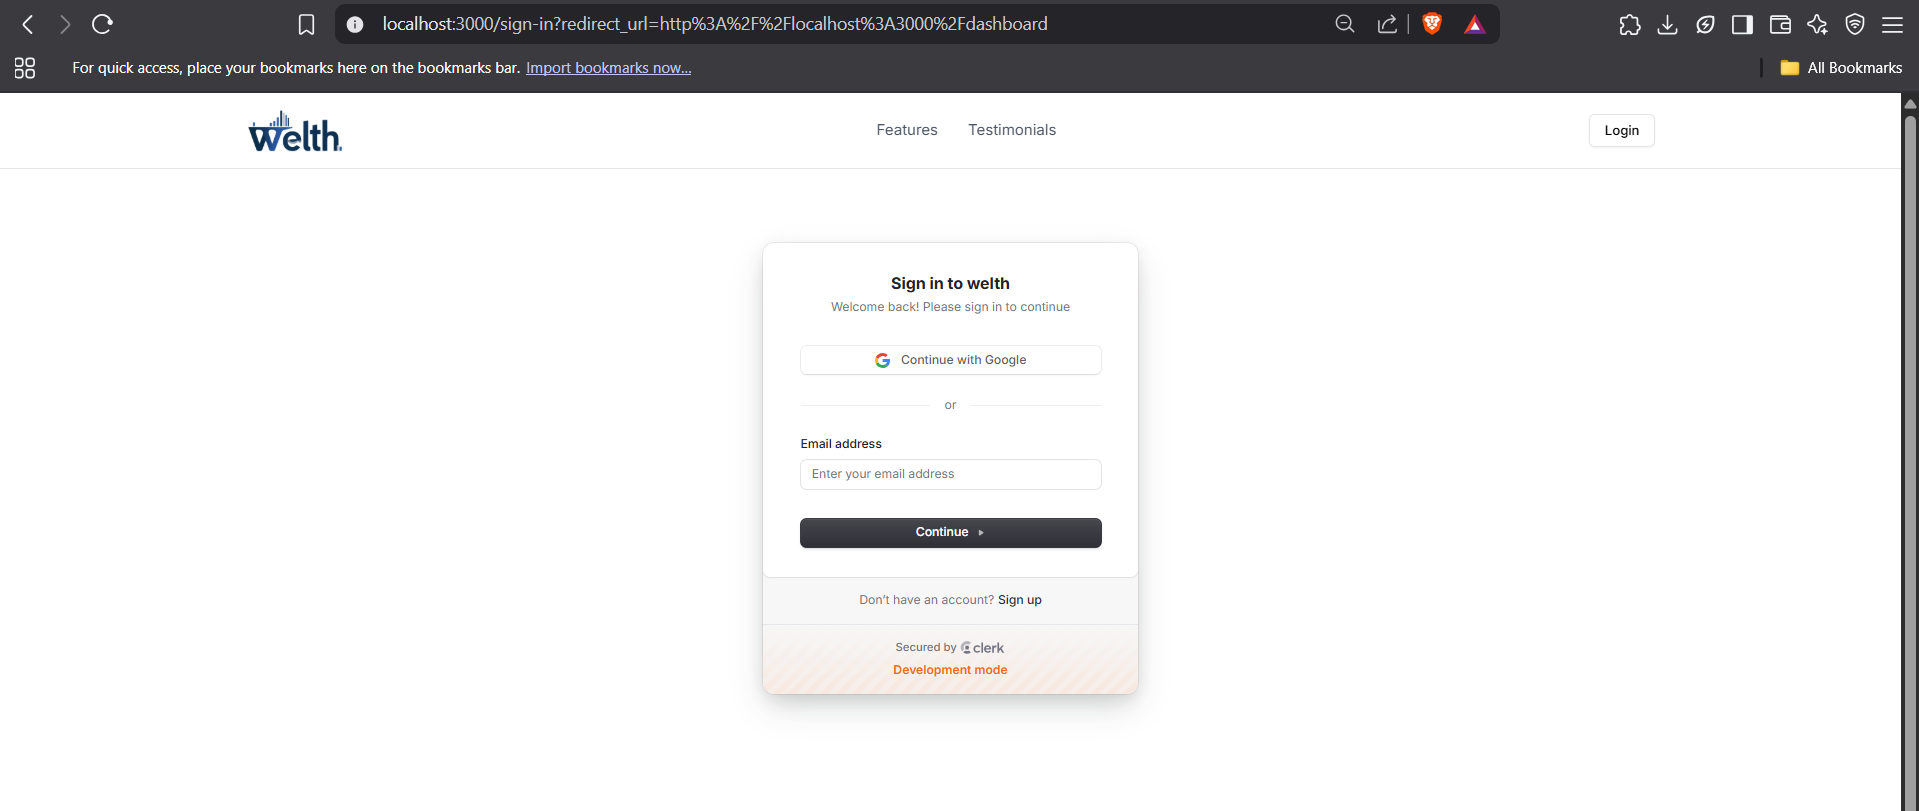 localhost:3000/sign-in?redirect_url=http%3A%2F%2Flocalhost%3A3000%2Fdashboard
For quick access, place your bookmarks here on the bookmarks bar. Import bookmarks now...
All Bookmarks
Welth.
Features
Testimonials
Login
Sign in to welth
Welcome back! Please sign in to continue
Continue with Google
or
Email address
Enter your email address
Continue
Don't have an account? Sign up
Secured by clerk
Development mode